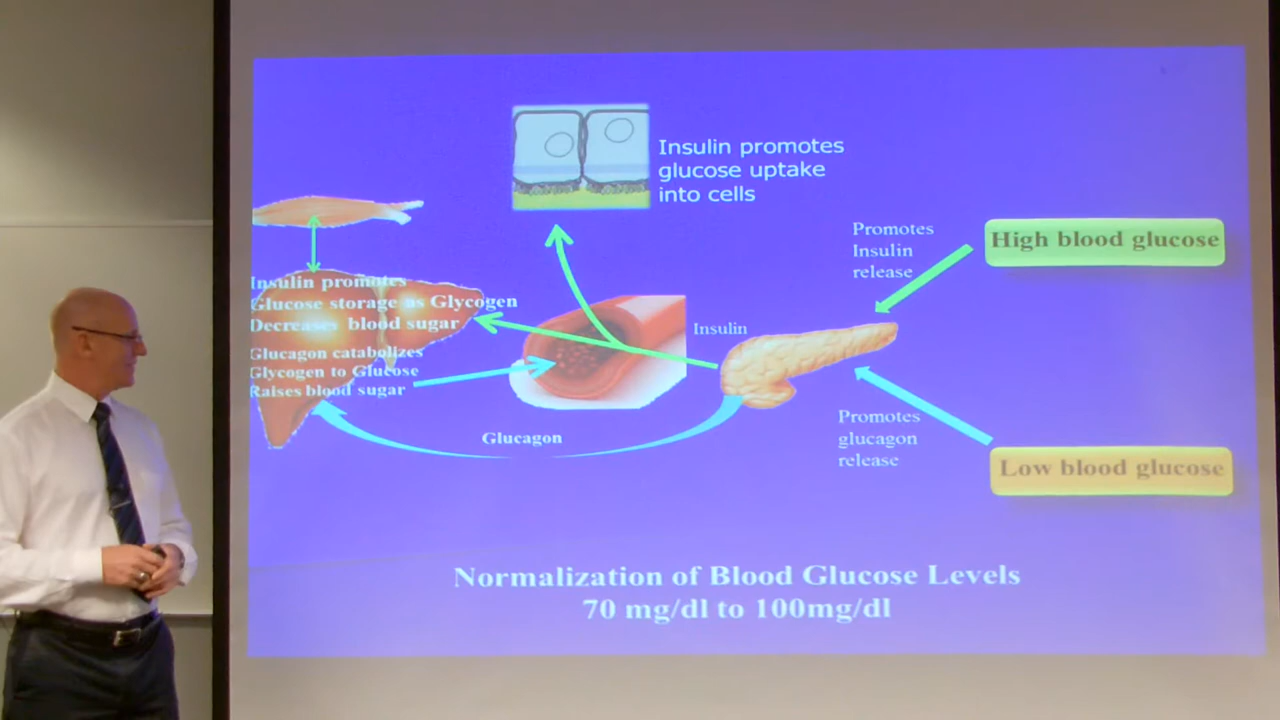 Insulin promotes
glucose uptake
into cells
Promotes
Insulin
release
High blood glucose
Insulin promotes
Glucose storage as Glycogen
Decreases blood sugar
Insulin
Glucagon catabolizes
Glycogen to Glucose
Raises blood sugar
Glucagon
Promotes
glucagon
release
Low blood glucose
Normalization of Blood Glucose Levels
70 mg/dl to 100mg/dl